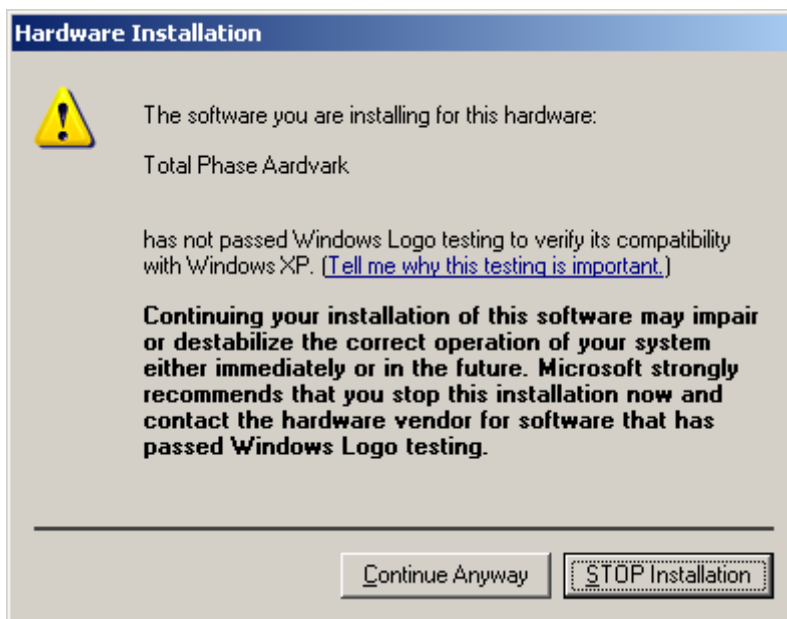 Hardware Installation
The software you are installing for this hardware:
Total Phase Aardvark
has not passed Windows Logo testing to verify its compatibility
with Windows XP. (Tell me why this testing is important.)
Continuing your installation of this software may impair
or destabilize the correct operation of your system
either immediately or in the future. Microsoft strongly
recommends that you stop this installation now and
contact the hardware vendor for software that has
passed Windows Logo testing.
Continue Anyway
STOP Installation